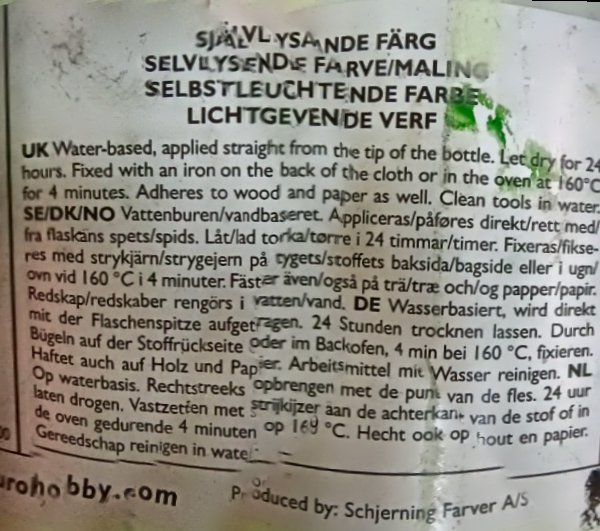 SJÄLVLYSANDE FÄRG
SELVLYSENDE FARVE/MALING
SELBSTLEUCHTENDE FARBE
LICHTGEVENDE VERF
UK Water-based, applied straight from the tip of the bottle. Let dry for 24
hours. Fixed with an iron on the back of the cloth or in the oven at 160°C
for 4 minutes. Adheres to wood and paper as well. Clean tools in water.
SE/DK/NO Vattenburen/vandbaseret. Appliceras/påføres direkt/rett med/
fra flaskans spets/spids. Låt/lad torka/tørre i 24 timmar/timer. Fixeras/fikse-
res med strykjärn/strygejern på tygets/stoffets baksida/bagside eller i ugn/
ovn vid 160 °C i 4 minuter. Fäster även/også på trä/træ och/og papper/papir.
Redskap/redskaber rengörs i vatten/vand. DE Wasserbasiert, wird direkt
mit der Flaschenspitze aufgetragen. 24 Stunden trocknen lassen. Durch
Bügeln auf der Stoffrückseite oder im Backofen, 4 min bei 160 °C, fixieren.
Haftet auch auf Holz und Papier. Arbeitsmittel mit Wasser reinigen. NL
Op waterbasis. Rechtstreeks opbrengen met de punt van de fles. 24 uur
laten drogen. Vastzetten met strijkijzer aan de achterkant van de stof of in
de oven gedurende 4 minuten op 169 °C. Hecht ook op hout en papier.
Gereedschap reinigen in wate
urohobby.com
Produced by: Schjerning Farver A/S